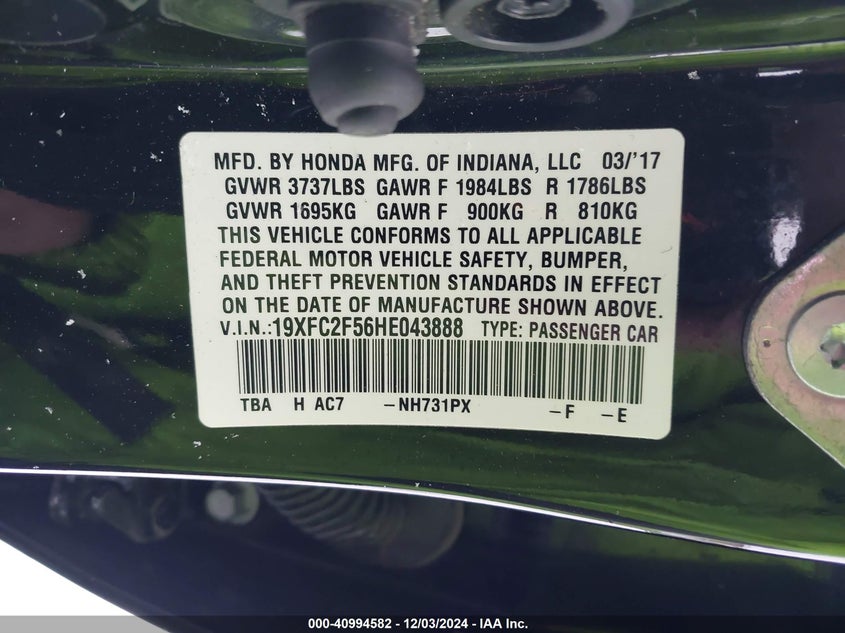 MFD. BY HONDA MFG. OF INDIANA, LLC 03/'17
GVWR 3737LBS GAWR F 1984LBS R 1786LBS
GVWR 1695KG GAWR F 900KG R 810KG
THIS VEHICLE CONFORMS TO ALL APPLICABLE
FEDERAL MOTOR VEHICLE SAFETY, BUMPER,
AND THEFT PREVENTION STANDARDS IN EFFECT
ON THE DATE OF MANUFACTURE SHOWN ABOVE.
V.I.N.:19XFC2F56HE043888 TYPE: PASSENGER CAR
TBA H AC7 -NH731PX -F -E
000-40994582 - 12/03/2024 - IAA Inc.